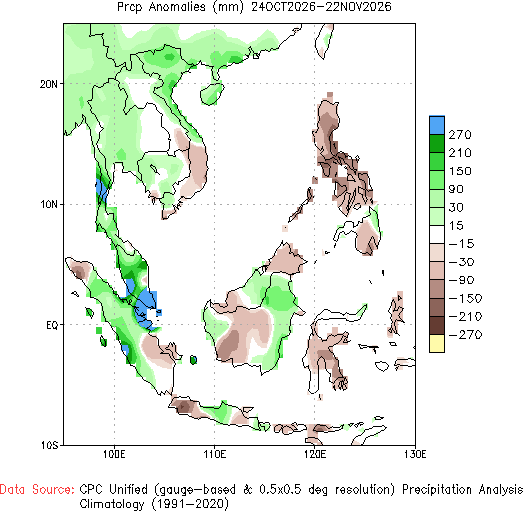 Prcp Anomalies (mm) 24OCT2026-22NOV2026
20N
10N
EQ
10S
100E
110E
120E
130E
270
210
150
90
30
15
-15
-30
-90
-150
-210
-270
Data Source: CPC Unified (gauge-based & 0.5x0.5 deg resolution) Precipitation Analysis
Climatology (1991-2020)